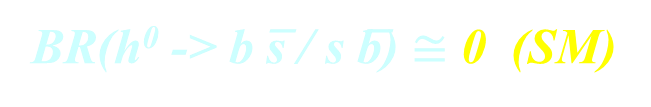 BR(h⁰ -> b s̅ / s b̅) ≅ 0 (SM)